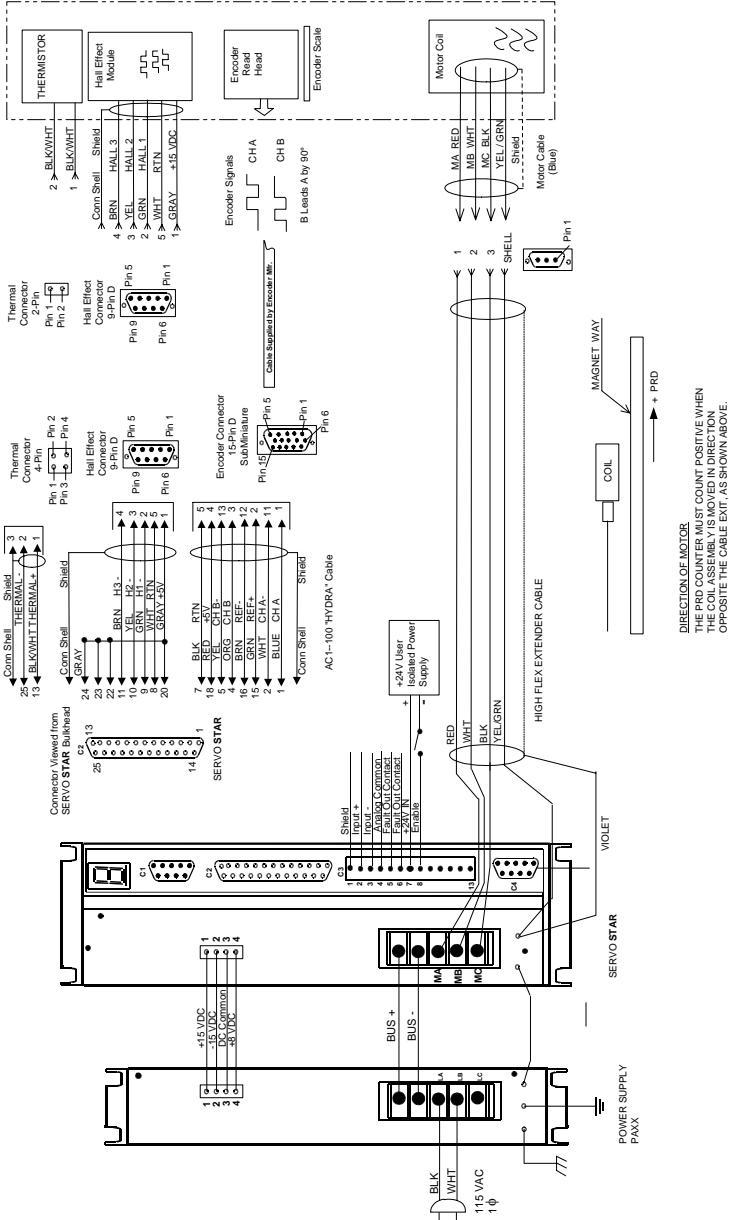 THERMISTOR
BLK/WHT
BLK/WHT
2
1
Hall Effect
Module
Conn Shell Shield
4 BRN HALL 3
3 YEL HALL 2
2 GRN HALL 1
5 WHT RTN
1 GRAY +15 VDC
Encoder
Read
Head
Encoder Scale
Encoder Signals
CH A
CH B
B Leads A by 90°
Motor Coil
MA RED
MB WHT
MC BLK
YEL / GRN
Shield
Motor Cable
(Blue)
1
2
3
SHELL
Pin 1
Thermal
Connector
2-Pin
Pin 1
Pin 2
Hall Effect
Connector
9-Pin D
Pin 5
Pin 9
Pin 1
Pin 6
Cable Supplied by Encoder Mfr.
Thermal
Connector
4-Pin
Pin 1
Pin 2
Pin 3
Pin 4
Hall Effect
Connector
9-Pin D
Pin 5
Pin 9
Pin 1
Pin 6
Encoder Connector
15-Pin D
SubMiniature
Pin 5
Pin 15
Pin 1
Pin 6
Conn Shell Shield 3
25 THERMAL - 2
13 BLK/WHT THERMAL+ 1
Conn Shell Shield
GRAY
24
23
22
11 BRN H3 - 4
10 YEL H2 - 3
9 GRN H1 - 2
8 WHT RTN 5
20 GRAY +5V 1
7 BLK RTN 5
18 RED +5V 4
5 YEL CH B- 13
4 ORG CH B 3
16 BRN REF- 12
15 GRN REF+ 2
2 WHT CH A- 11
1 BLUE CH A 1
Conn Shell Shield
AC1-100 "HYDRA" Cable
Connector Viewed from
SERVO STAR Bulkhead
C2
13
25
1
14
SERVO STAR
+24V User
Isolated Power
Supply
+
-
Shield
Input +
Input -
Analog Common
Fault Out Contact
Fault Out Contact
+24V IN
Enable
C1
C2
C3
1
2
3
4
5
6
7
8
13
C4
RED
WHT
BLK
YEL/GRN
HIGH FLEX EXTENDER CABLE
VIOLET
MA
MB
MC
SERVO STAR
1
2
3
4
+15 VDC
-15 VDC
DC Common
+8 VDC
1
2
3
4
BUS +
BUS -
LA
LB
LC
BLK
WHT
115 VAC
1 ϕ
POWER SUPPLY
PAXX
COIL
MAGNET WAY
+ PRD
DIRECTION OF MOTOR
THE PRD COUNTER MUST COUNT POSITIVE WHEN
THE COIL ASSEMBLY IS MOVED IN DIRECTION
OPPOSITE THE CABLE EXIT, AS SHOWN ABOVE.